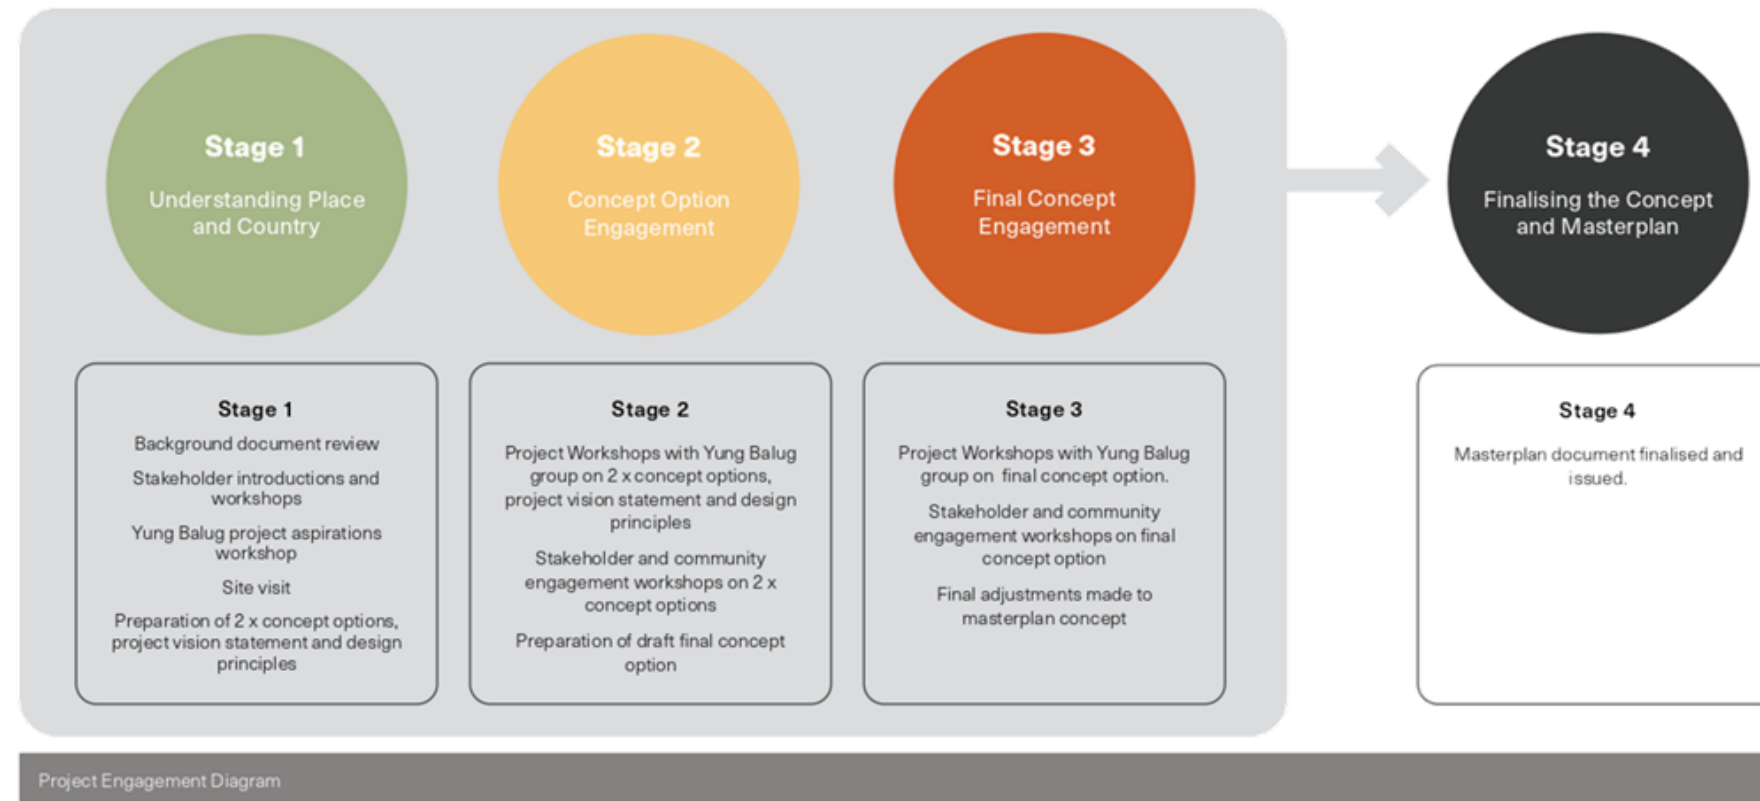 Stage 1
Understanding Place
and Country
Stage 2
Concept Option
Engagement
Stage 3
Final Concept
Engagement
Stage 4
Finalising the Concept
and Masterplan
Stage 1
Background document review
Stakeholder introductions and
workshops
Yung Balug project aspirations
workshop
Site visit
Preparation of 2 x concept options,
project vision statement and design
principles
Stage 2
Project Workshops with Yung Balug
group on 2 x concept options,
project vision statement and design
principles
Stakeholder and community
engagement workshops on 2 x
concept options
Preparation of draft final concept
option
Stage 3
Project Workshops with Yung Balug
group on final concept option.
Stakeholder and community
engagement workshops on final
concept option
Final adjustments made to
masterplan concept
Stage 4
Masterplan document finalised and
issued.
Project Engagement Diagram